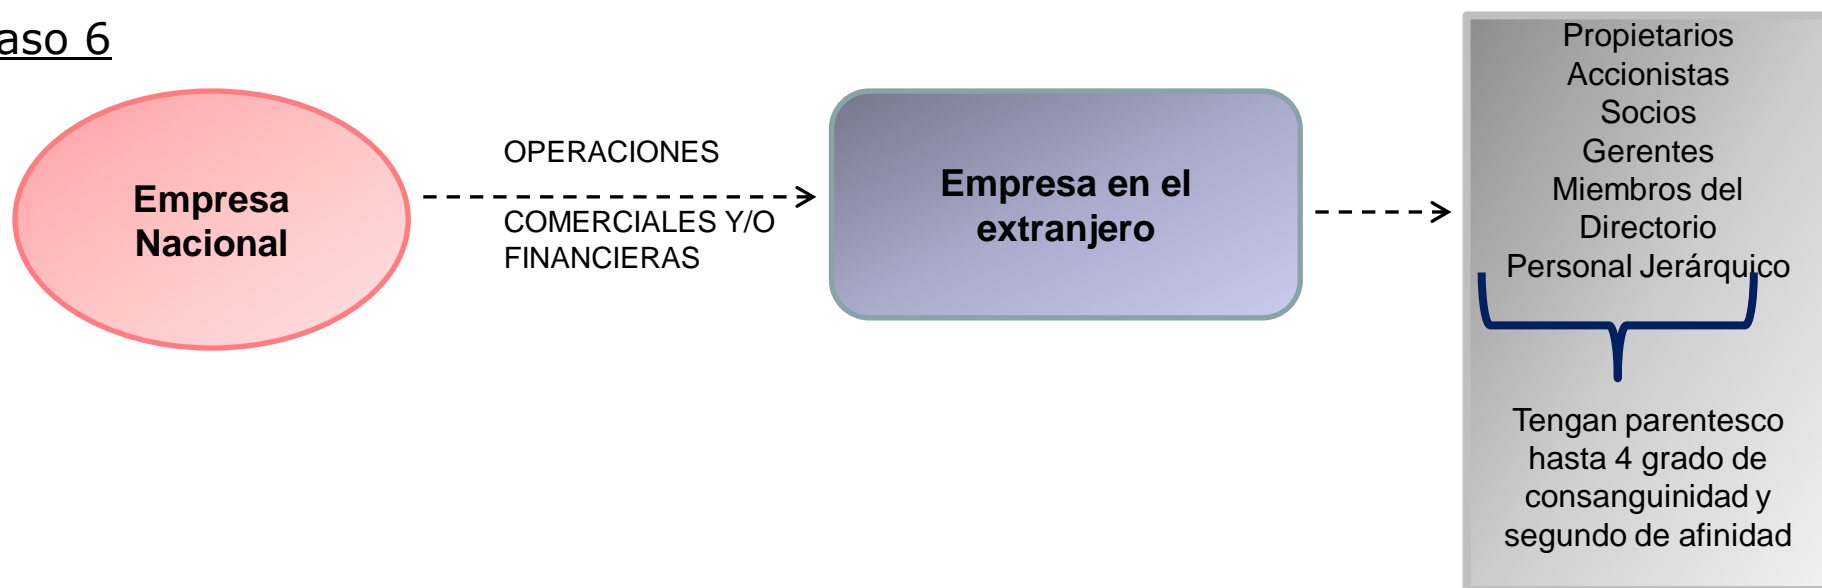 aso 6
Empresa
Nacional
OPERACIONES
COMERCIALES Y/O
FINANCIERAS
Empresa en el
extranjero
Propietarios
Accionistas
Socios
Gerentes
Miembros del
Directorio
Personal Jerárquico
Tengan parentesco
hasta 4 grado de
consanguinidad y
segundo de afinidad